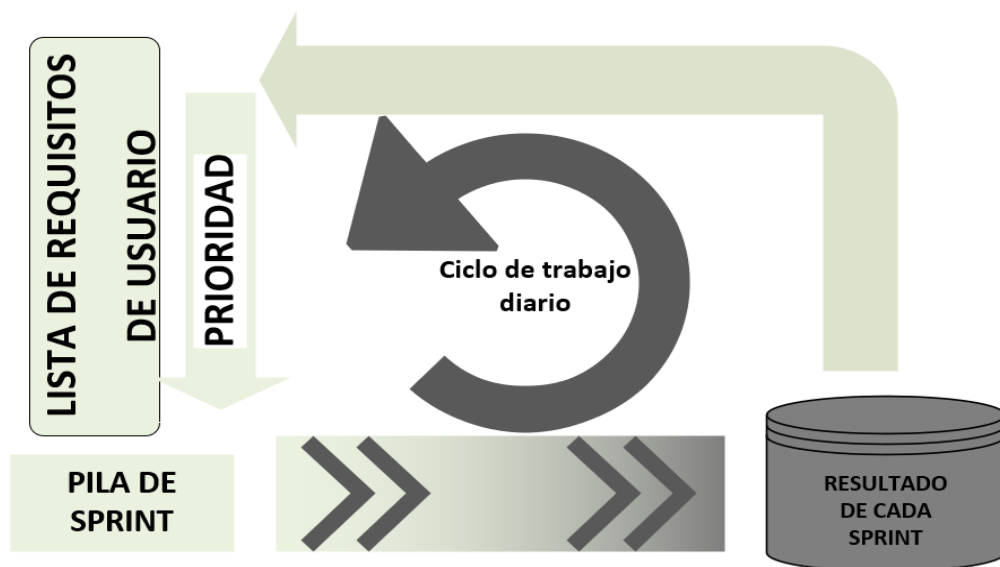 LISTA DE REQUISITOS
DE USUARIO
PRIORIDAD
Ciclo de trabajo
diario
PILA DE
SPRINT
RESULTADO
DE CADA
SPRINT